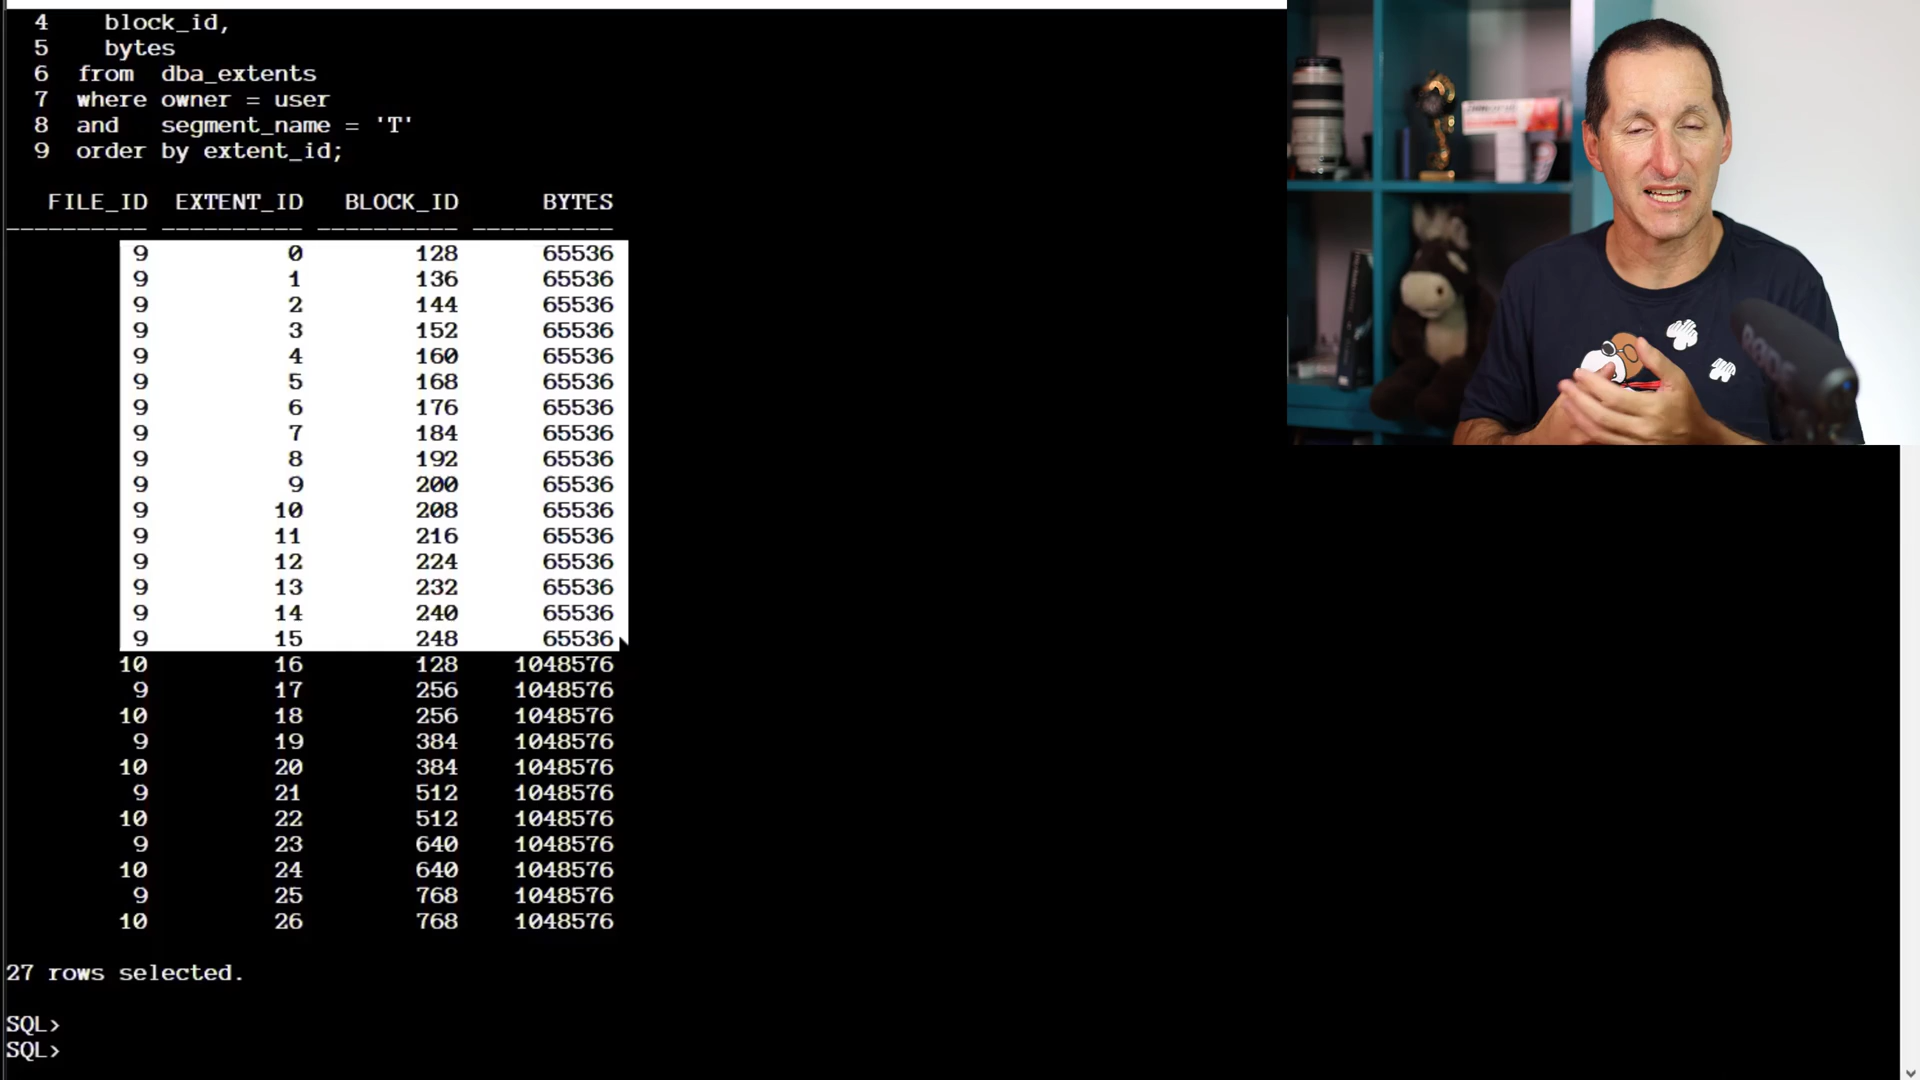 4    block_id,
5    bytes
6  from  dba_extents
7  where owner = user
8  and   segment_name = 'T'
9  order by extent_id;
FILE_ID  EXTENT_ID   BLOCK_ID      BYTES
---------- ---------- ---------- ----------
9          0        128      65536
9          1        136      65536
9          2        144      65536
9          3        152      65536
9          4        160      65536
9          5        168      65536
9          6        176      65536
9          7        184      65536
9          8        192      65536
9          9        200      65536
9         10        208      65536
9         11        216      65536
9         12        224      65536
9         13        232      65536
9         14        240      65536
9         15        248      65536
10         16        128    1048576
9         17        256    1048576
10         18        256    1048576
9         19        384    1048576
10         20        384    1048576
9         21        512    1048576
10         22        512    1048576
9         23        640    1048576
10         24        640    1048576
9         25        768    1048576
10         26        768    1048576
27 rows selected.
SQL>
SQL>
RODE